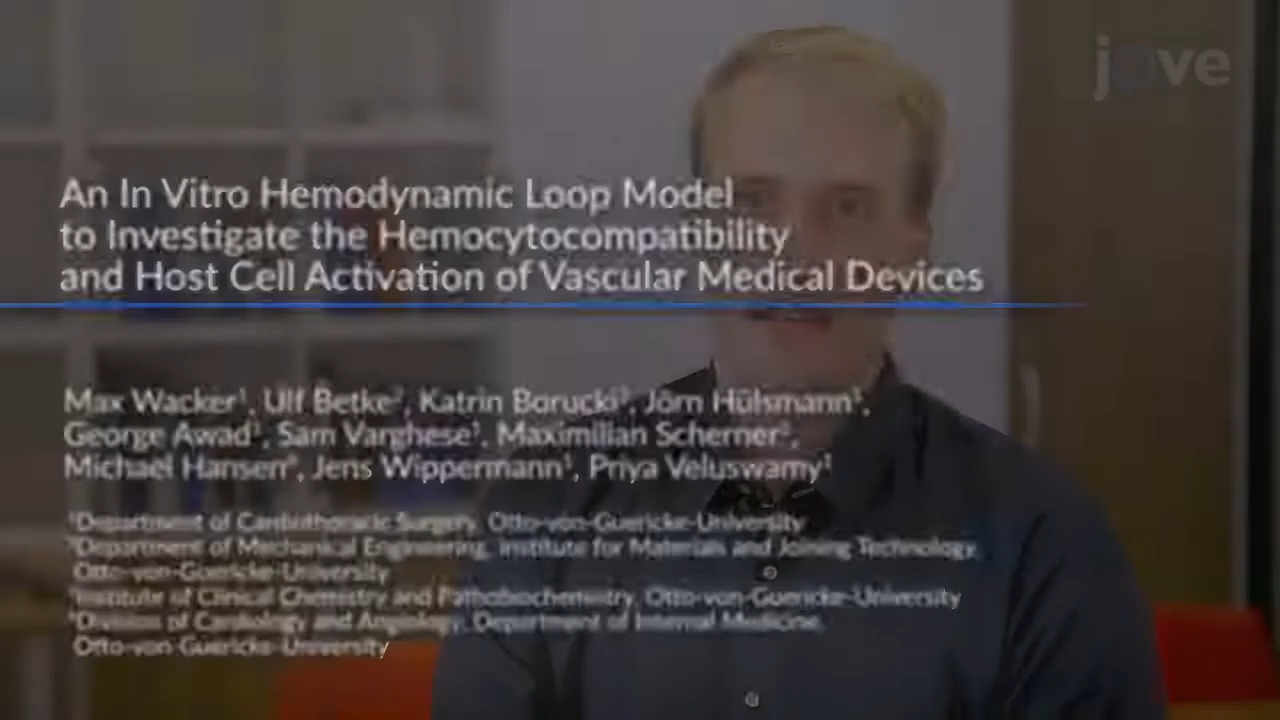 jove
An In Vitro Hemodynamic Loop Model
to Investigate the Hemocytocompatibility
and Host Cell Activation of Vascular Medical Devices
Max Wacker¹, Ulf Betke², Katrin Borucki³, Jörn Hülsmann¹,
George Awad¹, Sam Varghese¹, Maximilian Scherner¹,
Michael Hansen⁴, Jens Wippermann¹, Priya Veluswamy¹
¹Department of Cardiothoracic Surgery, Otto-von-Guericke-University
²Department of Mechanical Engineering, Institute for Materials and Joining Technology,
Otto-von-Guericke-University
³Institute of Clinical Chemistry and Pathobiochemistry, Otto-von-Guericke-University
⁴Division of Cardiology and Angiology, Department of Internal Medicine,
Otto-von-Guericke-University